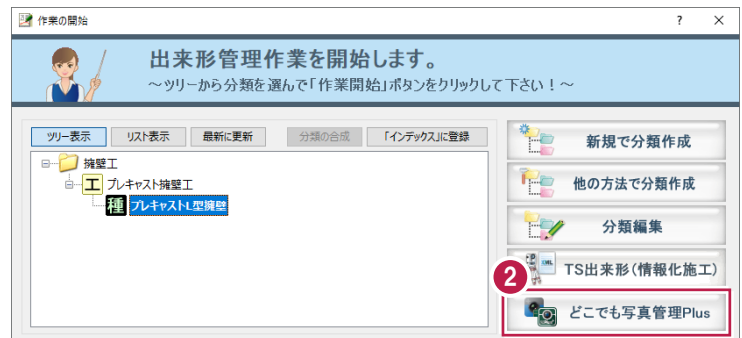 作業の開始
? ×
出来形管理作業を開始します。
～ツリーから分類を選んで「作業開始」ボタンをクリックして下さい！～
ツリー表示 リスト表示 最新に更新 分類の合成 「インデックス」に登録
擁壁工
工 プレキャスト擁壁工
種 プレキャストL型擁壁
新規で分類作成
他の方法で分類作成
分類編集
TS出来形(情報化施工)
2
どこでも写真管理Plus